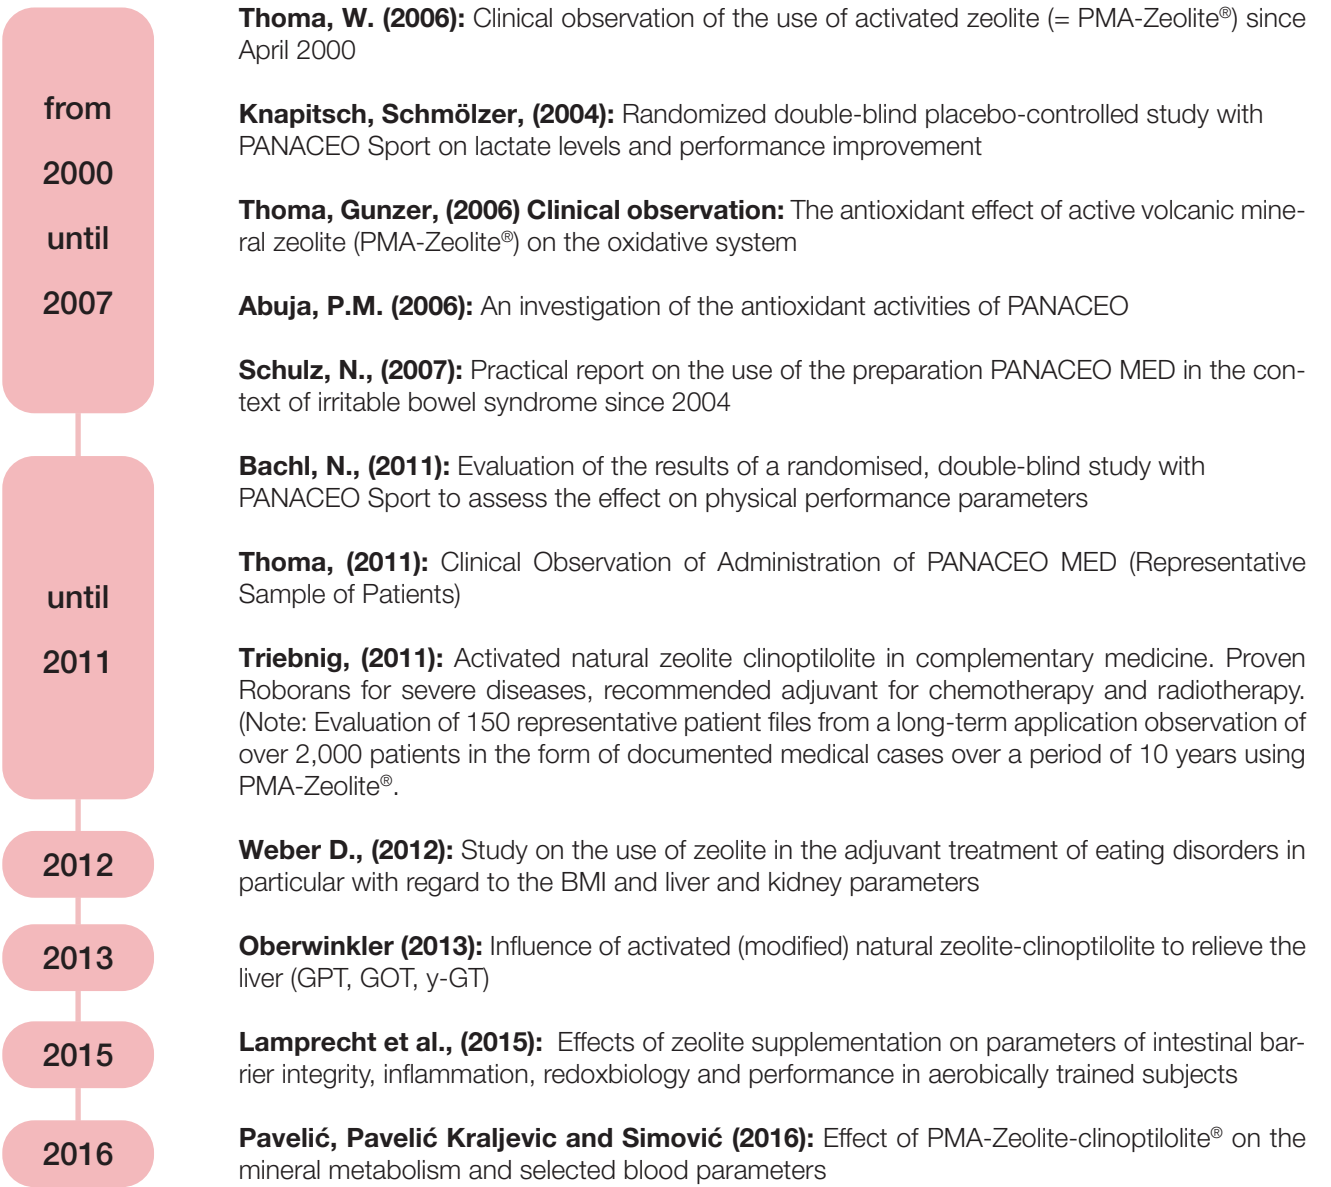 from
2000
until
2007
Thoma, W. (2006): Clinical observation of the use of activated zeolite (= PMA-Zeolite®) since
April 2000
Knapitsch, Schmölzer, (2004): Randomized double-blind placebo-controlled study with
PANACEO Sport on lactate levels and performance improvement
Thoma, Gunzer, (2006) Clinical observation: The antioxidant effect of active volcanic mine-
ral zeolite (PMA-Zeolite®) on the oxidative system
Abuja, P.M. (2006): An investigation of the antioxidant activities of PANACEO
Schulz, N., (2007): Practical report on the use of the preparation PANACEO MED in the con-
text of irritable bowel syndrome since 2004
until
2011
Bachl, N., (2011): Evaluation of the results of a randomised, double-blind study with
PANACEO Sport to assess the effect on physical performance parameters
Thoma, (2011): Clinical Observation of Administration of PANACEO MED (Representative
Sample of Patients)
Triebnig, (2011): Activated natural zeolite clinoptilolite in complementary medicine. Proven
Roborans for severe diseases, recommended adjuvant for chemotherapy and radiotherapy.
(Note: Evaluation of 150 representative patient files from a long-term application observation of
over 2,000 patients in the form of documented medical cases over a period of 10 years using
PMA-Zeolite®.
2012
Weber D., (2012): Study on the use of zeolite in the adjuvant treatment of eating disorders in
particular with regard to the BMI and liver and kidney parameters
2013
Oberwinkler (2013): Influence of activated (modified) natural zeolite-clinoptilolite to relieve the
liver (GPT, GOT, y-GT)
2015
Lamprecht et al., (2015): Effects of zeolite supplementation on parameters of intestinal bar-
rier integrity, inflammation, redoxbiology and performance in aerobically trained subjects
2016
Pavelić, Pavelić Kraljevic and Simović (2016): Effect of PMA-Zeolite-clinoptilolite® on the
mineral metabolism and selected blood parameters